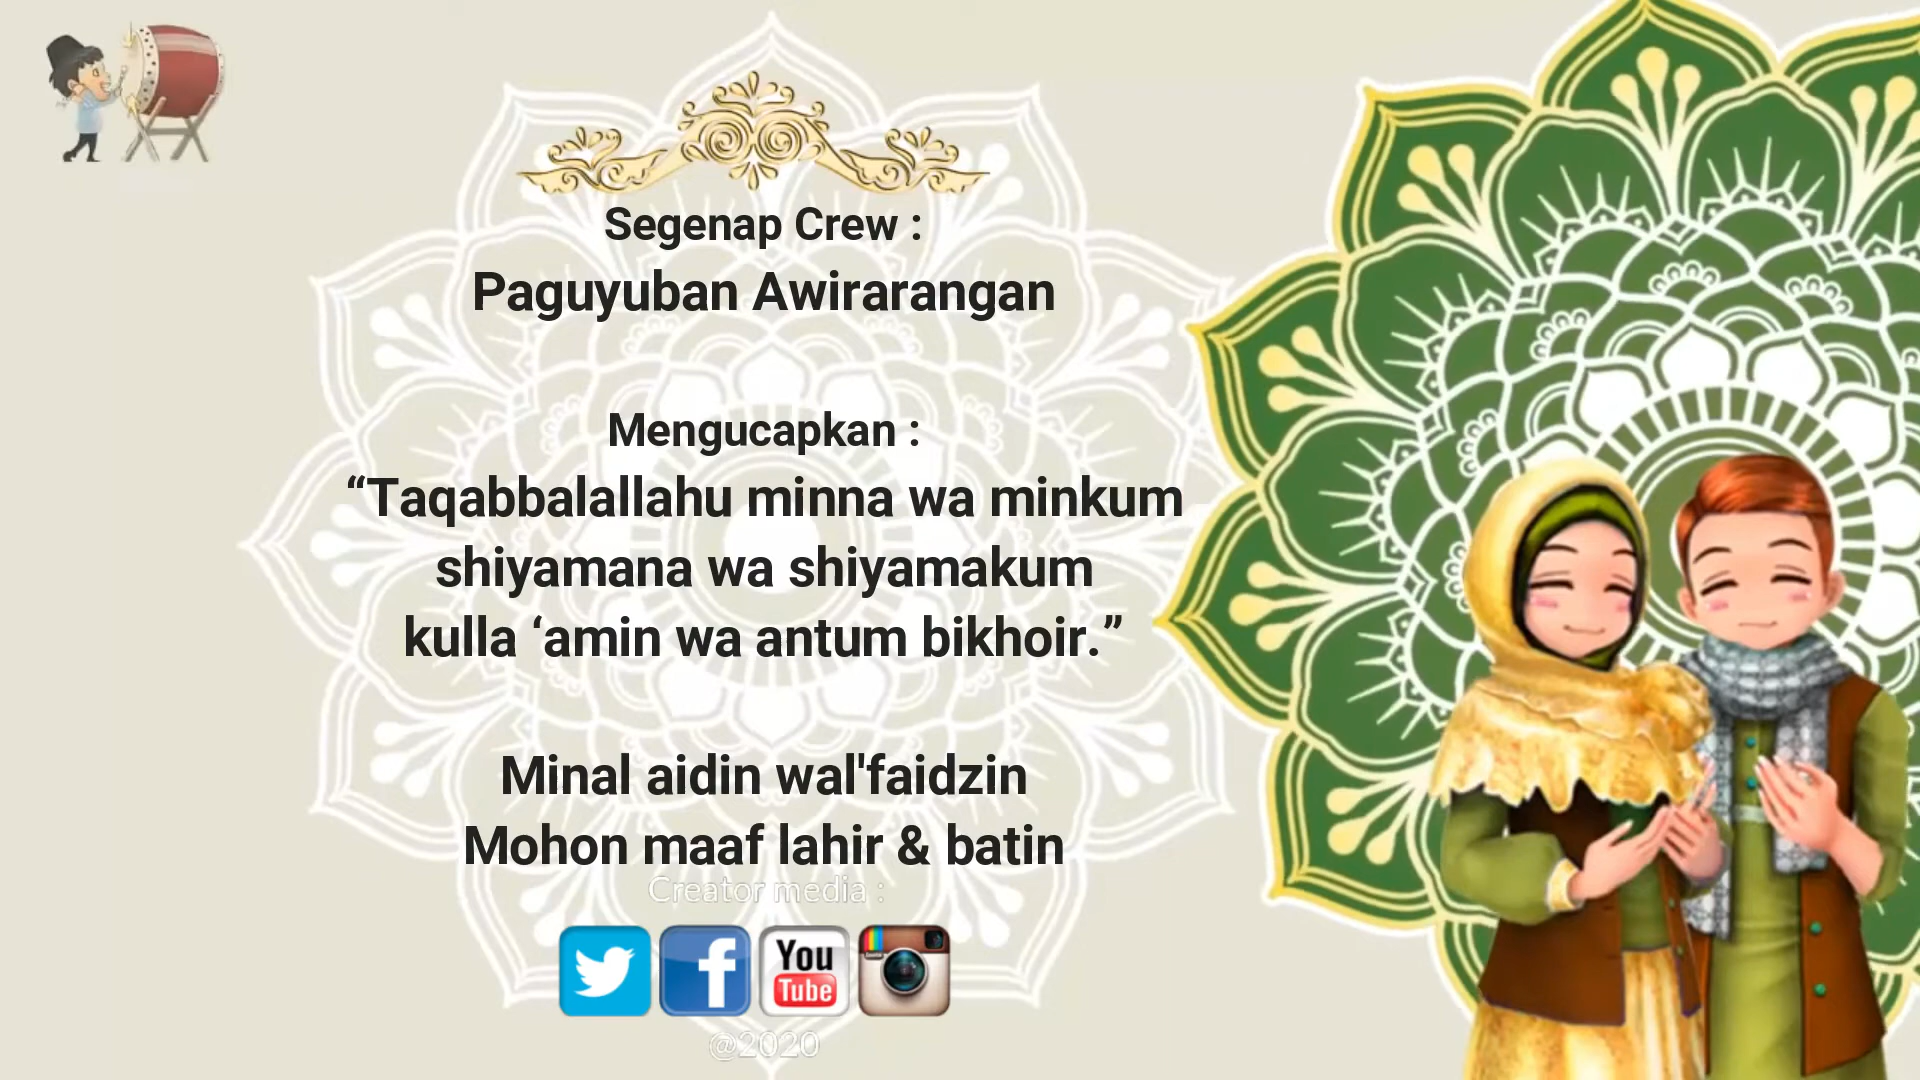 Segenap Crew :
Paguyuban Awirarangan
Mengucapkan :
“Taqabbalallahu minna wa minkum
shiyamana wa shiyamakum
kulla ‘amin wa antum bikhoir.”
Minal aidin wal'faidzin
Mohon maaf lahir & batin
Creator media :
You
Tube
@2020